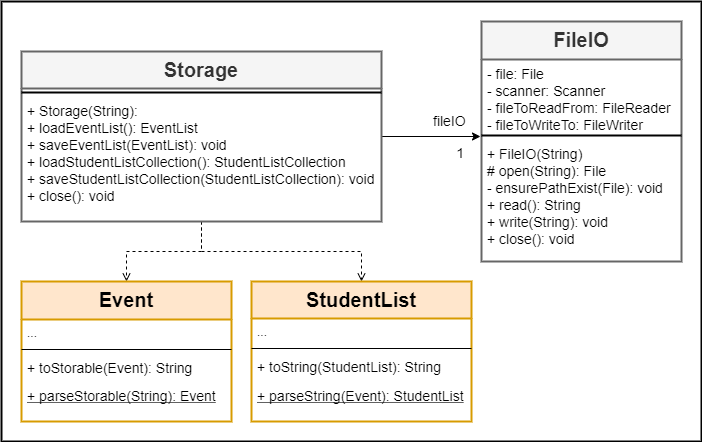 Storage
+ Storage(String):
+ loadEventList(): EventList
+ saveEventList(EventList): void
+ loadStudentListCollection(): StudentListCollection
+ saveStudentListCollection(StudentListCollection): void
+ close(): void
fileIO
1
FileIO
- file: File
- scanner: Scanner
- fileToReadFrom: FileReader
- fileToWriteTo: FileWriter
+ FileIO(String)
# open(String): File
- ensurePathExist(File): void
+ read(): String
+ write(String): void
+ close(): void
Event
...
+ toStorable(Event): String
+ parseStorable(String): Event
StudentList
...
+ toString(StudentList): String
+ parseString(Event): StudentList